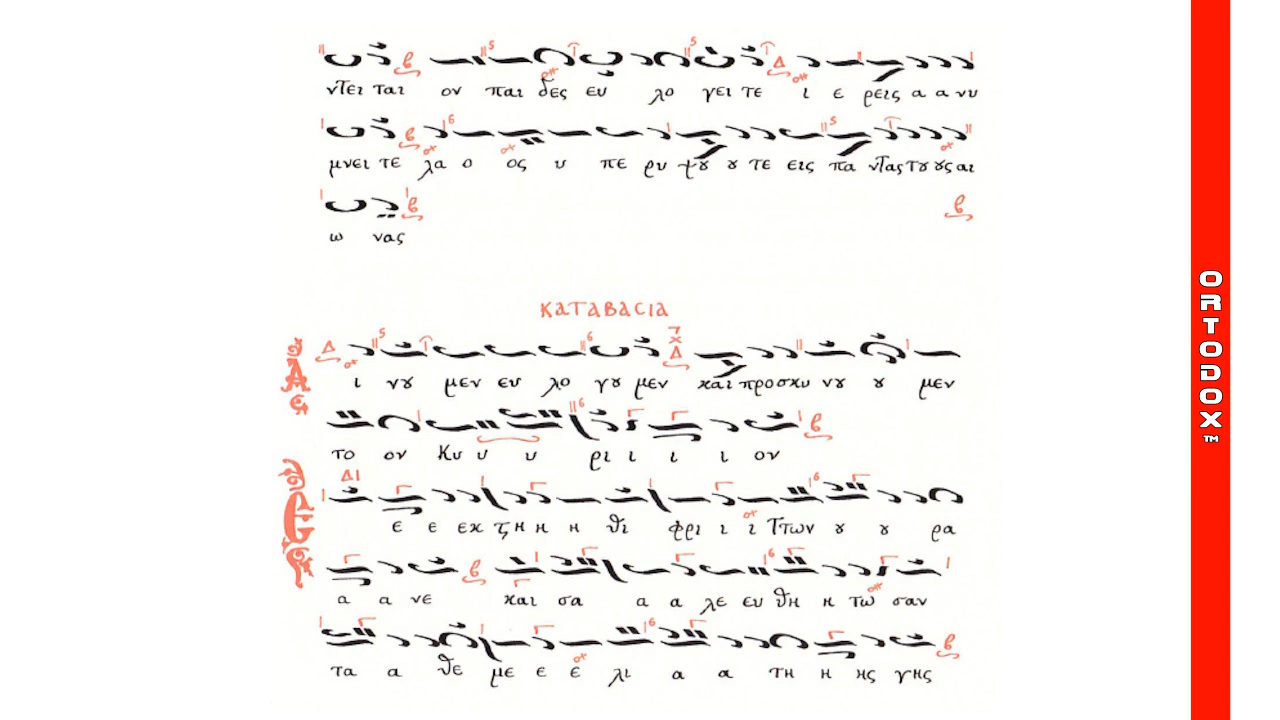 ντει ται ον παι δες ευ λο γει τε ι ε ρεις α α νυ
μνει τε λα ο ος υ πε ρυ ψȣ ȣ τε εις πα ντας τȣ ȣς αι
ω νας
ΚΑΤΑΒΑCΙΑ
Αι νȣ μεν ευ λο γȣ μεν και προσκυ νȣ ȣ μεν
το ον Κυ υ υ ρι ι ι ι ον
ε ε εκ ζη η η θι φρι ι ι Ττων ȣ ȣ ρα
α α νε και σα α α λε ευ θη η τω σαν
τα α θε με ε ε λι α α τη η ης γης
ORTODOX™